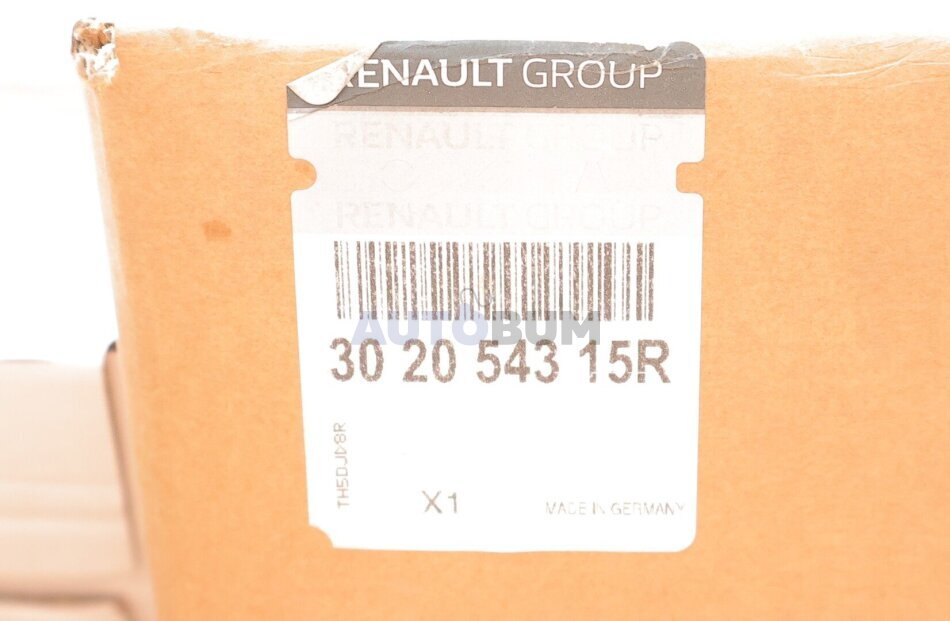 RENAULT GROUP
RENAULT GROUP
RENAULT GROUP
AUTOBUM
30 20 543 15R
TH5DJD8R
X1
MADE IN GERMANY